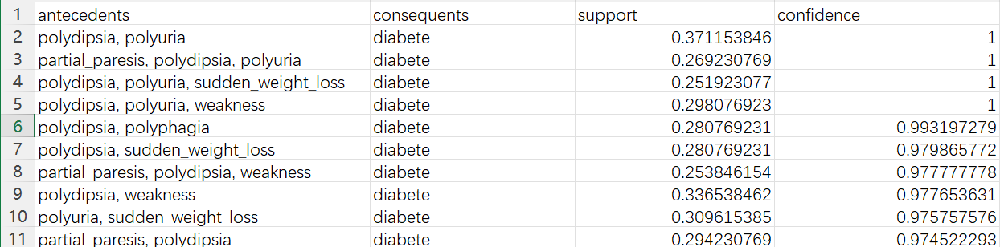 1 antecedents consequents support confidence
2 polydipsia, polyuria diabete 0.371153846 1
3 partial_paresis, polydipsia, polyuria diabete 0.269230769 1
4 polydipsia, polyuria, sudden_weight_loss diabete 0.251923077 1
5 polydipsia, polyuria, weakness diabete 0.298076923 1
6 polydipsia, polyphagia diabete 0.280769231 0.993197279
7 polydipsia, sudden_weight_loss diabete 0.280769231 0.979865772
8 partial_paresis, polydipsia, weakness diabete 0.253846154 0.977777778
9 polydipsia, weakness diabete 0.336538462 0.977653631
10 polyuria, sudden_weight_loss diabete 0.309615385 0.975757576
11 partial_paresis, polydipsia diabete 0.294230769 0.974522293